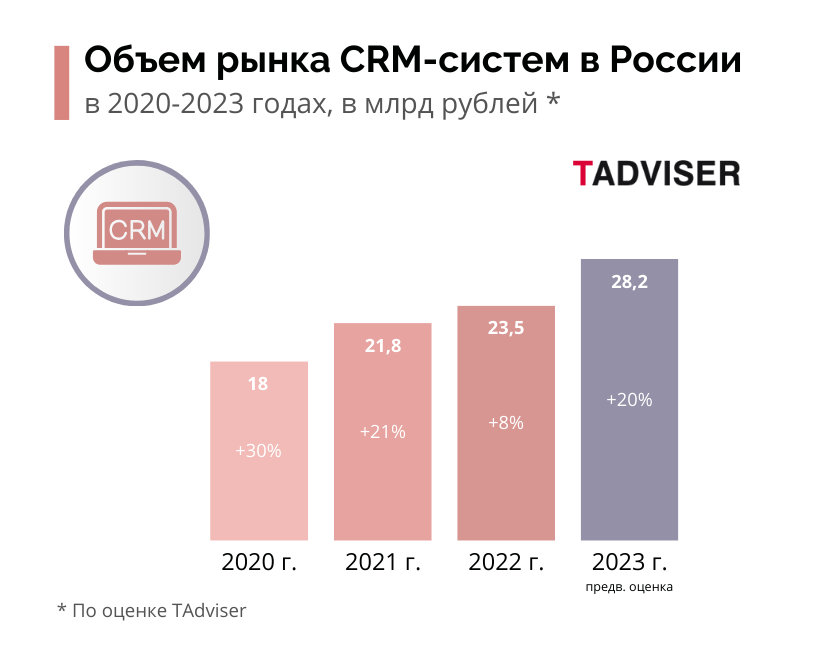 Объем рынка CRM-систем в России
в 2020-2023 годах, в млрд рублей *
TADVISER
CRM
28,2
23,5
21,8
18
+20%
+8%
+21%
+30%
2020 г.
2021 г.
2022 г.
2023 г.
предв. оценка
* По оценке TAdviser